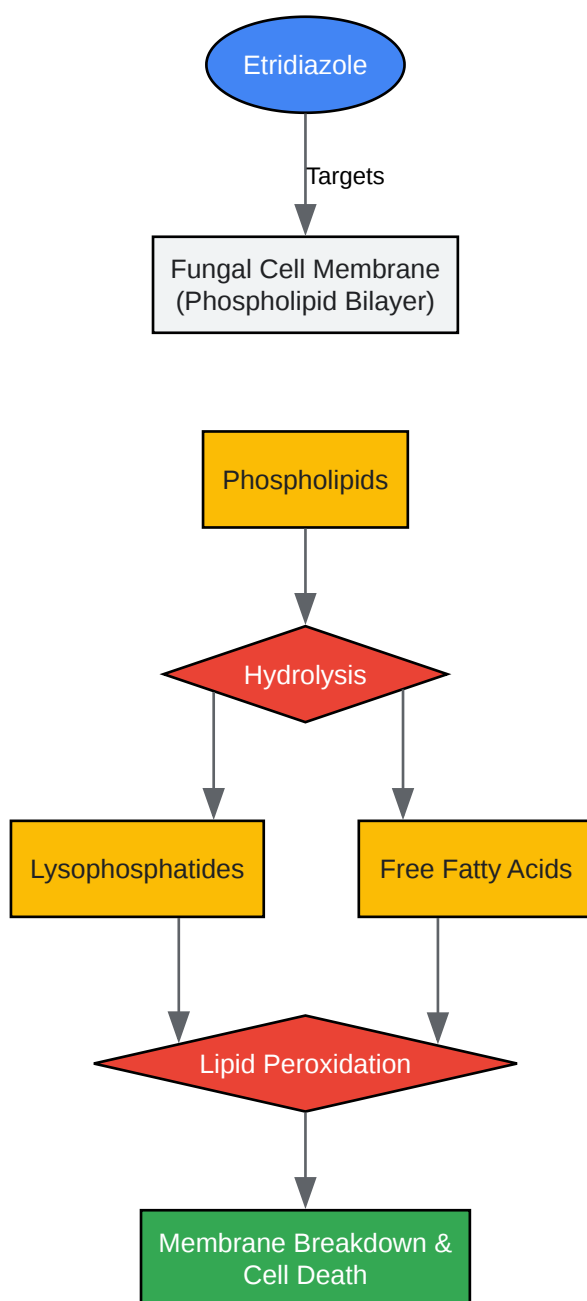 Etridiazole
Targets
Fungal Cell Membrane
(Phospholipid Bilayer)
Phospholipids
Hydrolysis
Lysophosphatides
Free Fatty Acids
Lipid Peroxidation
Membrane Breakdown &
Cell Death